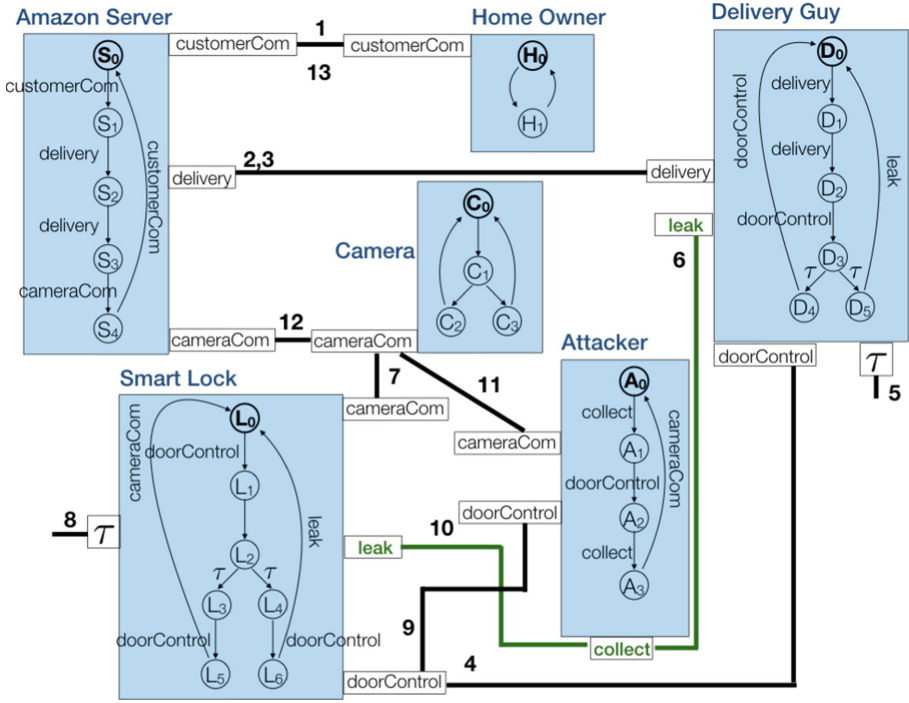 Amazon Server
Home Owner
Delivery Guy
customerCom
1
customerCom
13
S0
customerCom
S1
delivery
S2
delivery
S3
cameraCom
S4
customerCom
H0
H1
D0
delivery
D1
delivery
D2
doorControl
D3
τ
τ
D4
D5
doorControl
leak
delivery
2,3
delivery
leak
6
Camera
C0
C1
C2
C3
cameraCom
12
cameraCom
7
11
cameraCom
cameraCom
doorControl
τ
5
Attacker
A0
collect
A1
doorControl
A2
collect
A3
cameraCom
Smart Lock
L0
doorControl
L1
L2
τ
τ
L3
L4
doorControl
doorControl
L5
L6
cameraCom
leak
8
τ
doorControl
10
leak
9
collect
4
doorControl